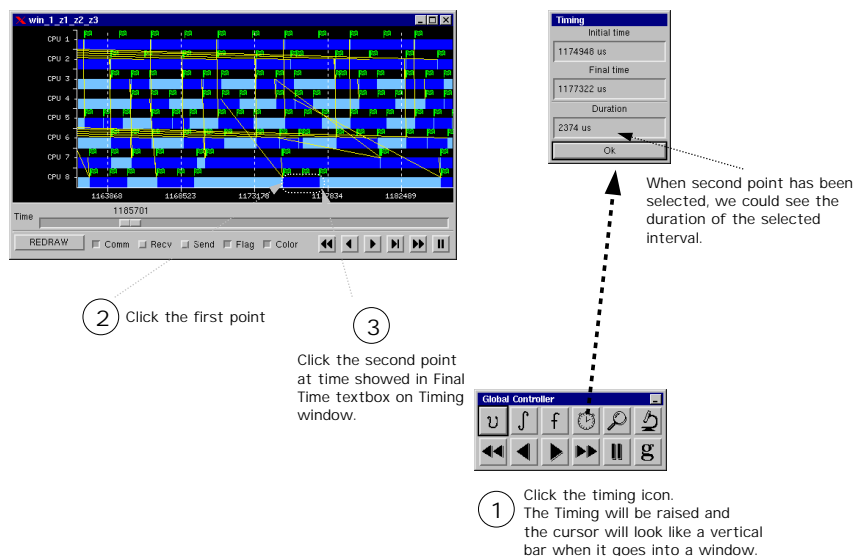 win_1_z1_z2_z3
CPU 1
CPU 2
CPU 3
CPU 4
CPU 5
CPU 6
CPU 7
CPU 8
1163868 1168523 1173178 1177834 1182489
1185701
Time
REDRAW Comm Recv Send Flag Color
Timing
Initial time
1174948 us
Final time
1177322 us
Duration
2374 us
Ok
When second point has been
selected, we could see the
duration of the selected
interval.
2 Click the first point
3
Click the second point
at time showed in Final
Time textbox on Timing
window.
Global Controller
f
g
1
Click the timing icon.
The Timing will be raised and
the cursor will look like a vertical
bar when it goes into a window.